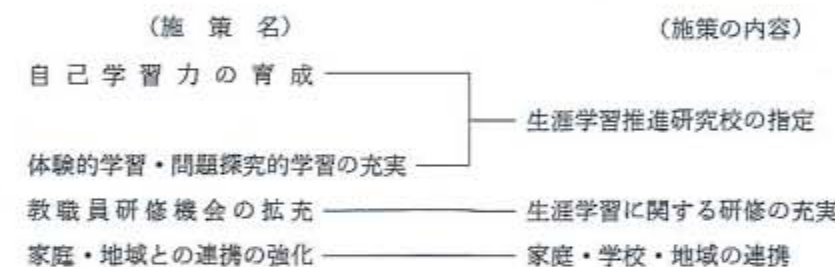 （施　策　名）　（施策の内容）
自己学習力の育成
生涯学習推進研究校の指定
体験的学習・問題探究的学習の充実
教職員研修機会の拡充　生涯学習に関する研修の充実
家庭・地域との連携の強化　家庭・学校・地域の連携